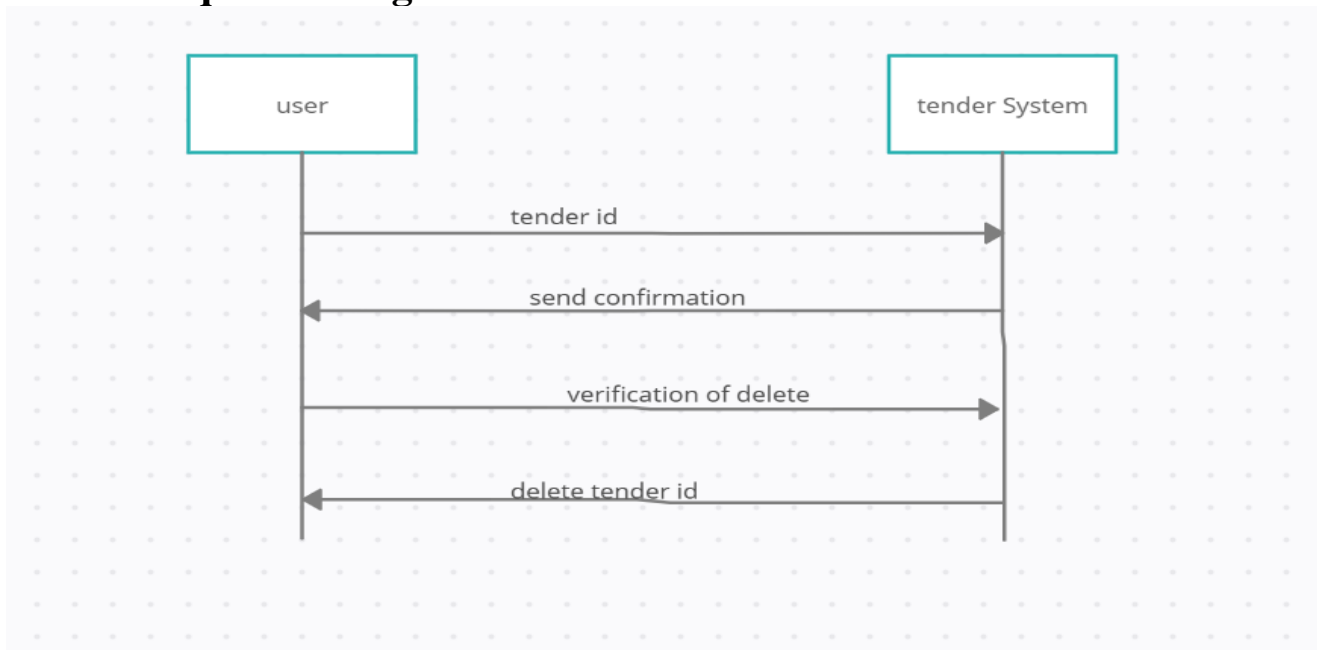 user
tender System
tender id
send confirmation
verification of delete
delete tender id